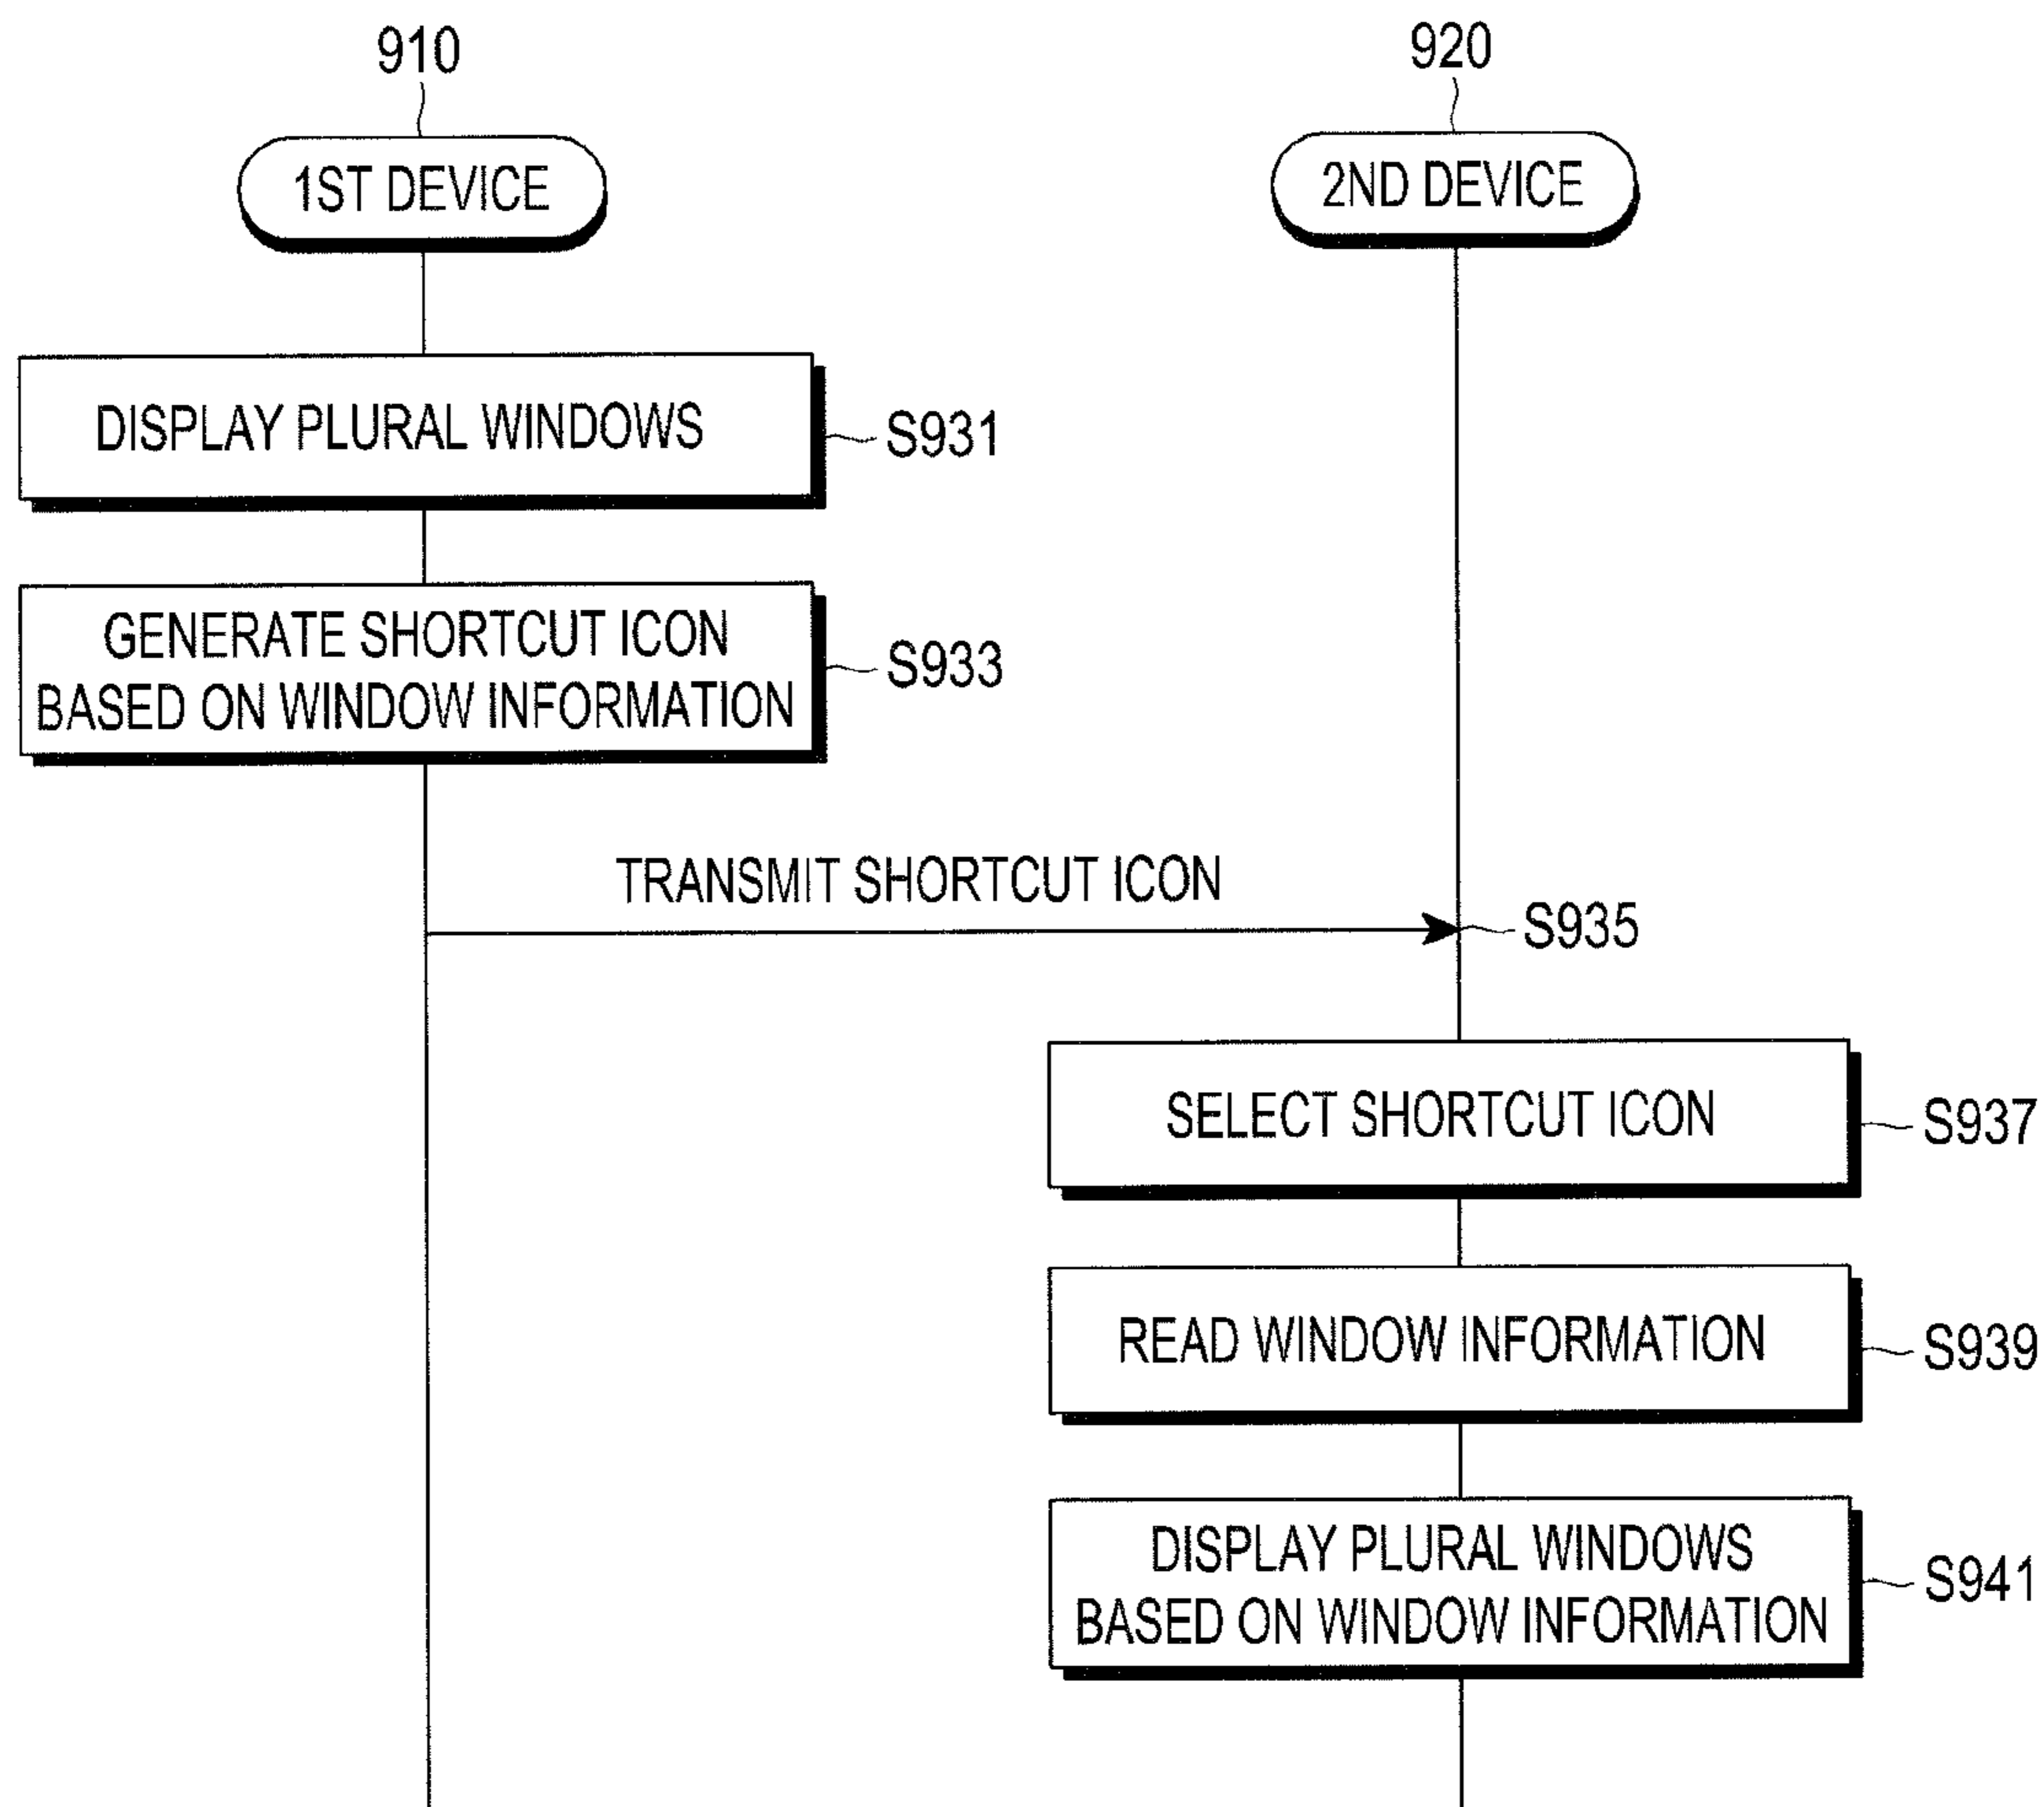 910
920
1ST DEVICE
2ND DEVICE
DISPLAY PLURAL WINDOWS
S931
GENERATE SHORTCUT ICON
BASED ON WINDOW INFORMATION
S933
TRANSMIT SHORTCUT ICON
S935
SELECT SHORTCUT ICON
S937
READ WINDOW INFORMATION
S939
DISPLAY PLURAL WINDOWS
BASED ON WINDOW INFORMATION
S941